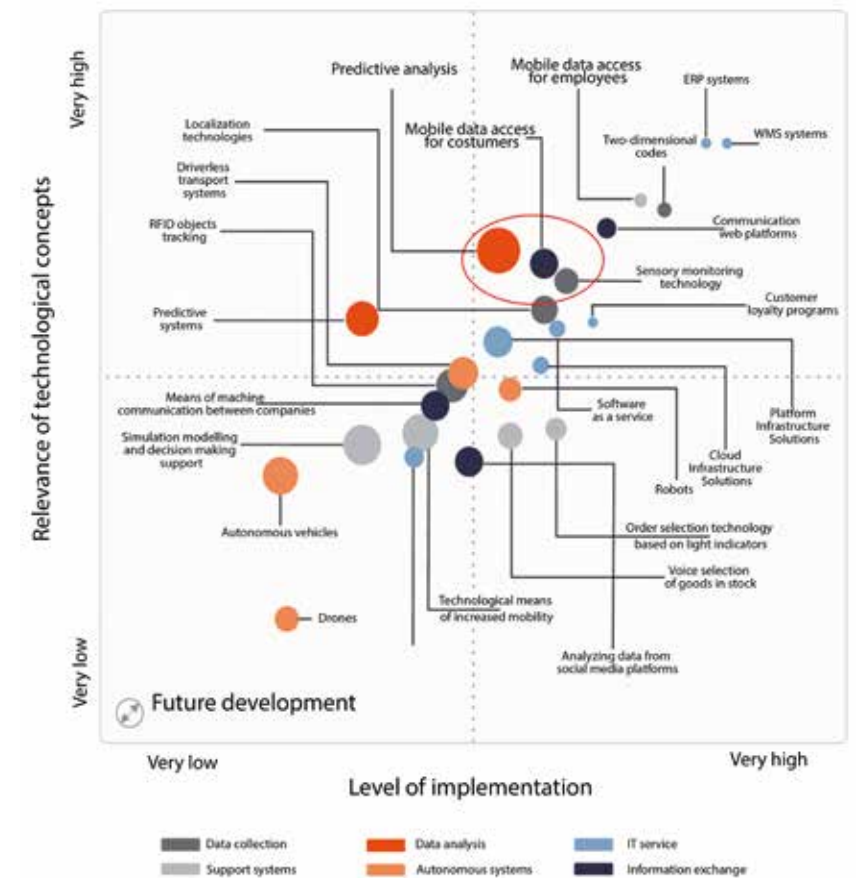 Very high
Relevance of technological concepts
Very low
Predictive analysis
Mobile data access
for employees
ERP systems
Localization
technologies
Mobile data access
for costumers
Two-dimensional
codes
WMS systems
Driverless
transport
systems
RFID objects
tracking
Communication
web platforms
Sensory monitoring
technology
Predictive
systems
Customer
loyalty programs
Means of machine
communication between companies
Software
as a service
Platform
Infrastructure
Solutions
Simulation modelling
and decision making
support
Cloud
Infrastructure
Solutions
Robots
Autonomous vehicles
Order selection technology
based on light indicators
Voice selection
of goods in stock
Technological means
of increased mobility
Drones
Analyzing data from
social media platforms
Future development
Very low
Very high
Level of implementation
Data collection
Data analysis
IT service
Support systems
Autonomous systems
Information exchange